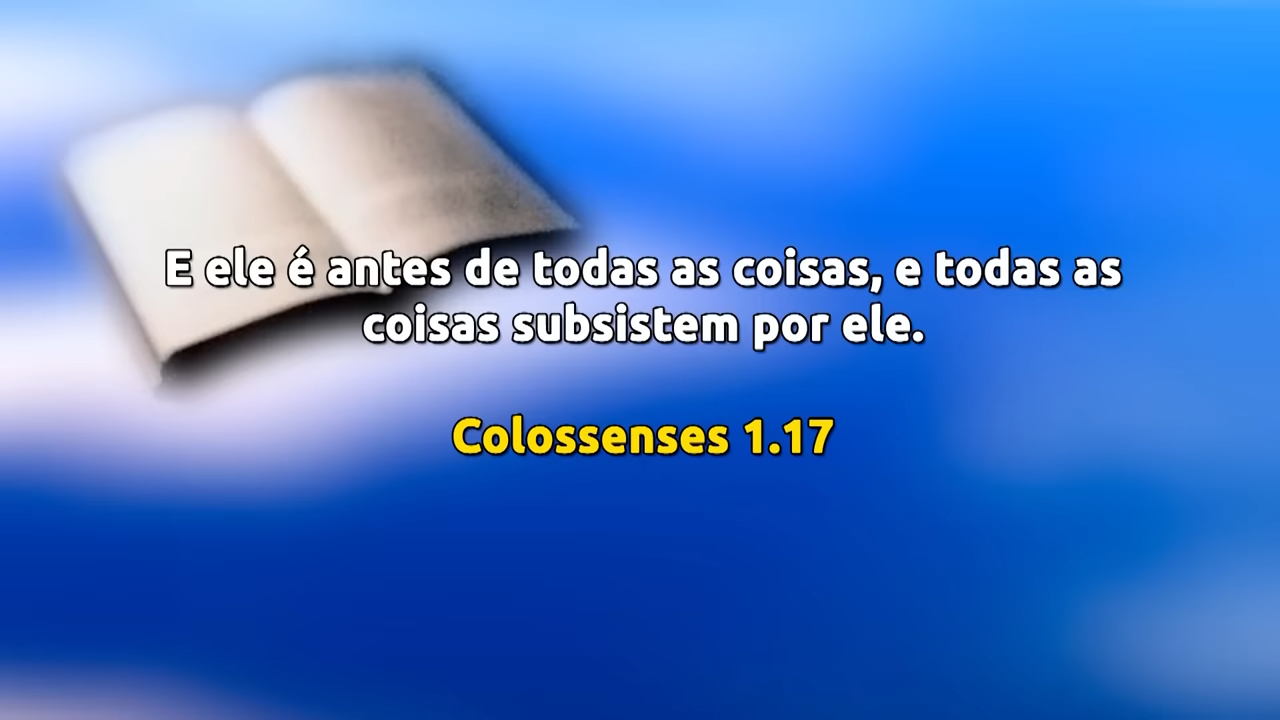 E ele é antes de todas as coisas, e todas as
coisas subsistem por ele.
Colossenses 1.17